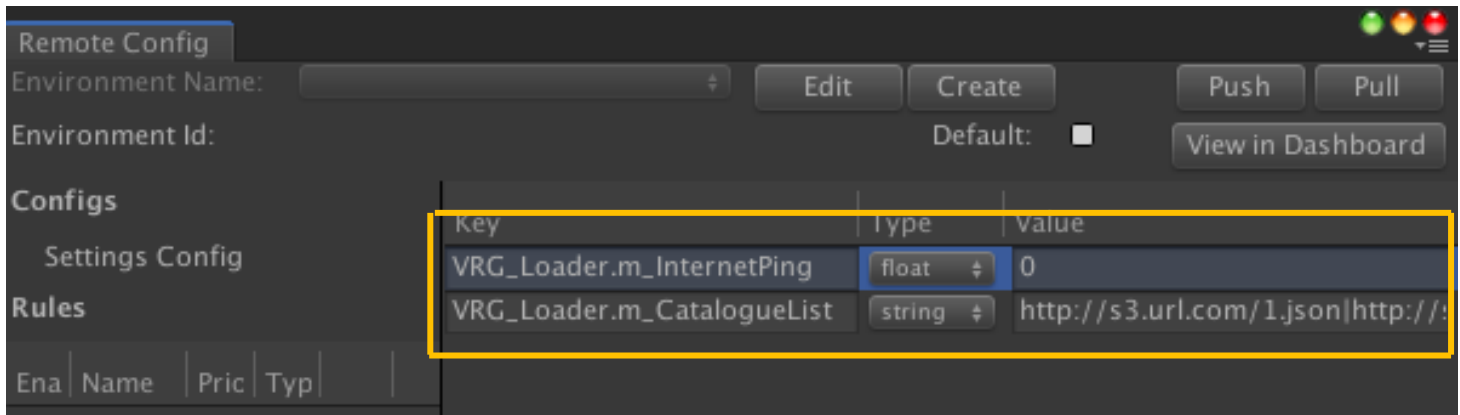 Remote Config
Environment Name: Edit Create Push Pull
Environment Id: Default: View in Dashboard
Configs
Key Type Value
Settings Config
VRG_Loader.m_InternetPing float 0
Rules
VRG_Loader.m_CatalogueList string http://s3.url.com/1.json|http://
Ena Name Pric Typ